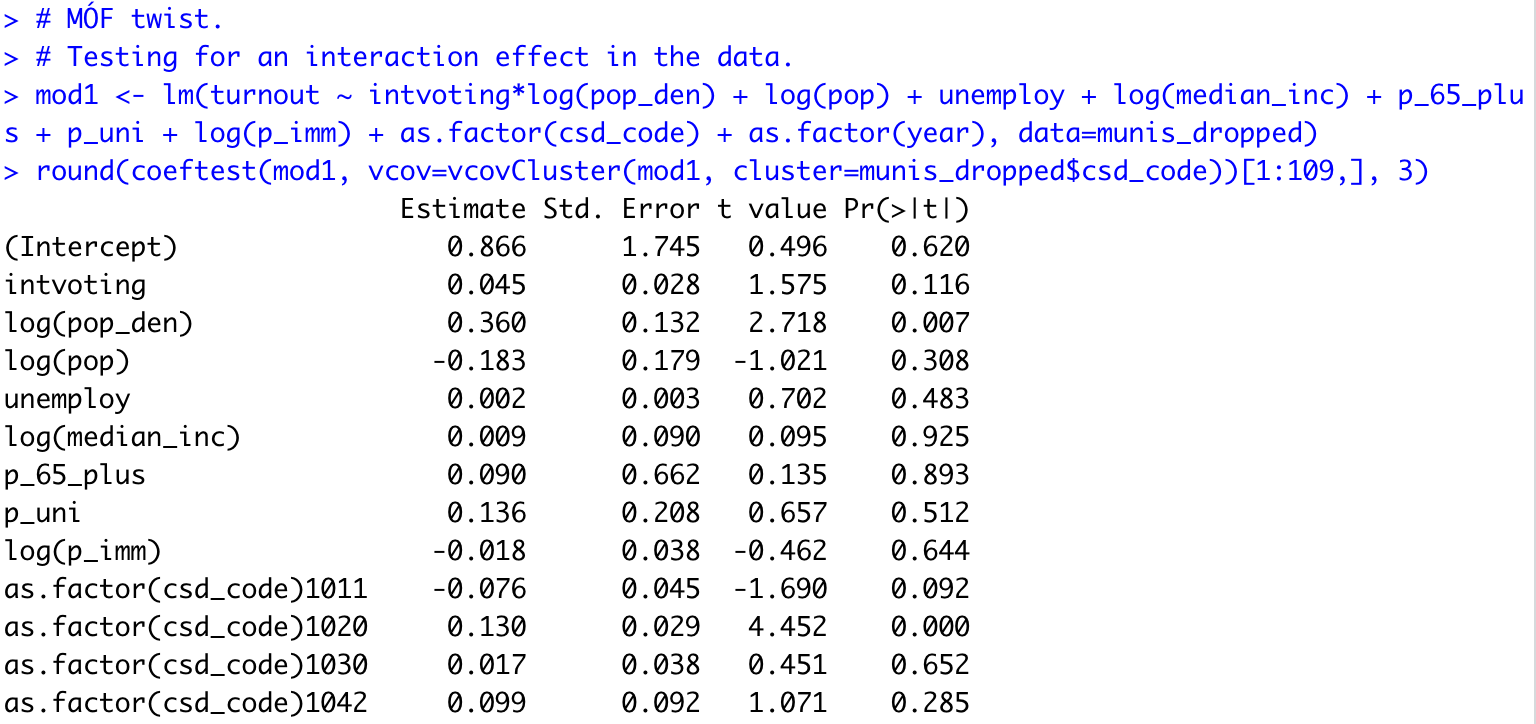 > # MÓF twist.
> # Testing for an interaction effect in the data.
> mod1 <- lm(turnout ~ intvoting*log(pop_den) + log(pop) + unemploy + log(median_inc) + p_65_plu
s + p_uni + log(p_imm) + as.factor(csd_code) + as.factor(year), data=munis_dropped)
> round(coeftest(mod1, vcov=vcovCluster(mod1, cluster=munis_dropped$csd_code))[1:109,], 3)
Estimate Std. Error t value Pr(>|t|)
(Intercept) 0.866 1.745 0.496 0.620
intvoting 0.045 0.028 1.575 0.116
log(pop_den) 0.360 0.132 2.718 0.007
log(pop) -0.183 0.179 -1.021 0.308
unemploy 0.002 0.003 0.702 0.483
log(median_inc) 0.009 0.090 0.095 0.925
p_65_plus 0.090 0.662 0.135 0.893
p_uni 0.136 0.208 0.657 0.512
log(p_imm) -0.018 0.038 -0.462 0.644
as.factor(csd_code)1011 -0.076 0.045 -1.690 0.092
as.factor(csd_code)1020 0.130 0.029 4.452 0.000
as.factor(csd_code)1030 0.017 0.038 0.451 0.652
as.factor(csd_code)1042 0.099 0.092 1.071 0.285